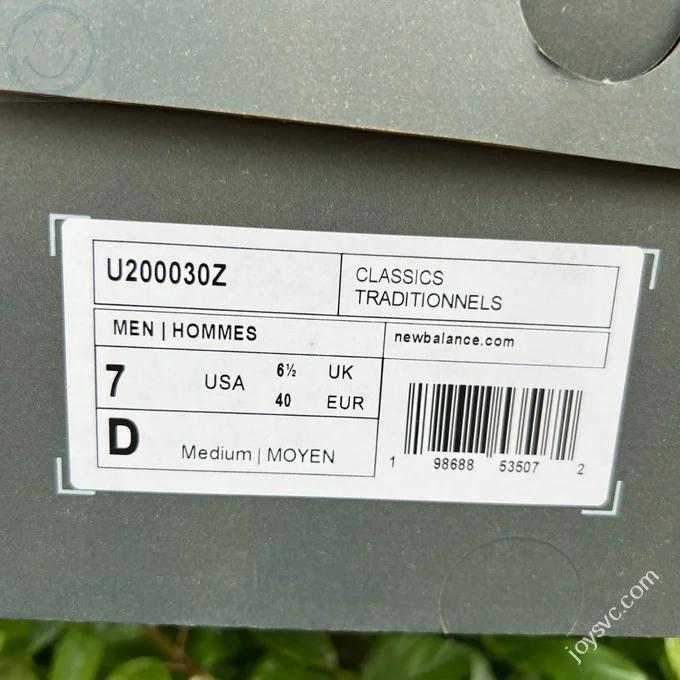 U200030Z
CLASSICS
TRADITIONNELS
MEN | HOMMES
newbalance.com
7 USA 6½ UK
40 EUR
D Medium | MOYEN
1 98688 53507 2
joysvc.com